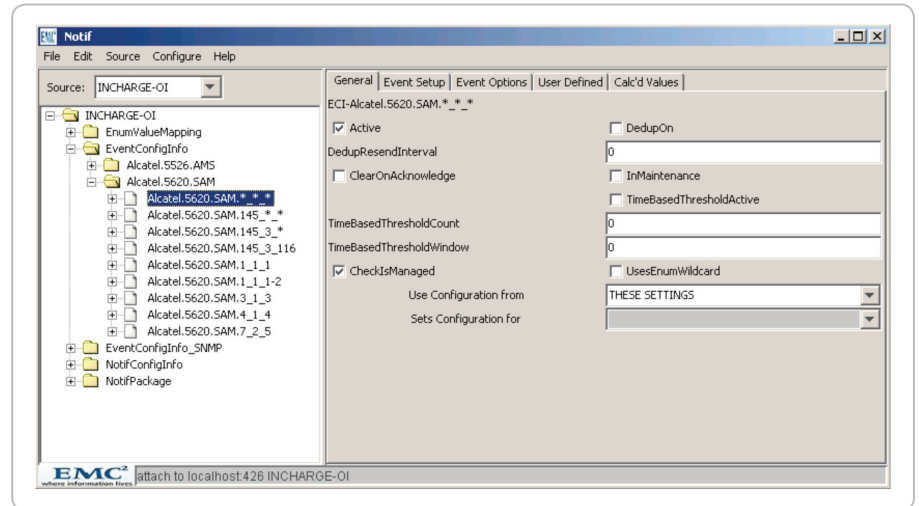 EMC Notif
File Edit Source Configure Help
Source: INCHARGE-OI
INCHARGE-OI
EnumValueMapping
EventConfigInfo
Alcatel.5526.AMS
Alcatel.5620.SAM
Alcatel.5620.SAM.*_*_*
Alcatel.5620.SAM.145_*_*
Alcatel.5620.SAM.145_3_*
Alcatel.5620.SAM.145_3_116
Alcatel.5620.SAM.1_1_1
Alcatel.5620.SAM.1_1_1-2
Alcatel.5620.SAM.3_1_3
Alcatel.5620.SAM.4_1_4
Alcatel.5620.SAM.7_2_5
EventConfigInfo_SNMP
NotifConfigInfo
NotifPackage
General Event Setup Event Options User Defined Calc'd Values
ECI-Alcatel.5620.SAM.*_*_*
Active DedupOn
DedupResendInterval 0
ClearOnAcknowledge InMaintenance
TimeBasedThresholdActive
TimeBasedThresholdCount 0
TimeBasedThresholdWindow 0
CheckIsManaged UsesEnumWildcard
Use Configuration from THESE SETTINGS
Sets Configuration for
EMC²
where information lives
attach to localhost:426 INCHARGE-OI